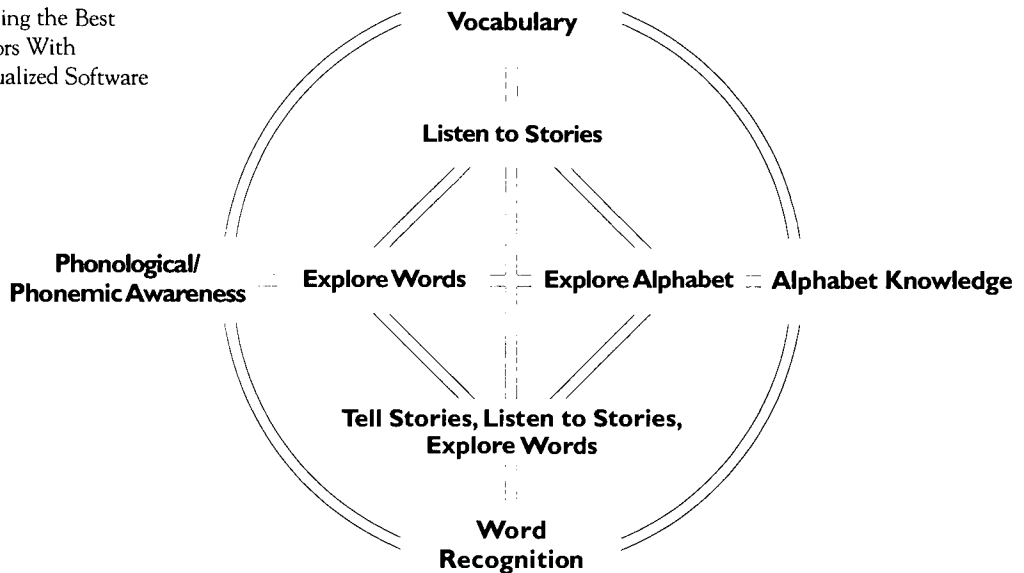 ing the Best
ors With
ualized Software
Vocabulary
Listen to Stories
Phonological/
Phonemic Awareness
Explore Words
Explore Alphabet
Alphabet Knowledge
Tell Stories, Listen to Stories,
Explore Words
Word
Recognition